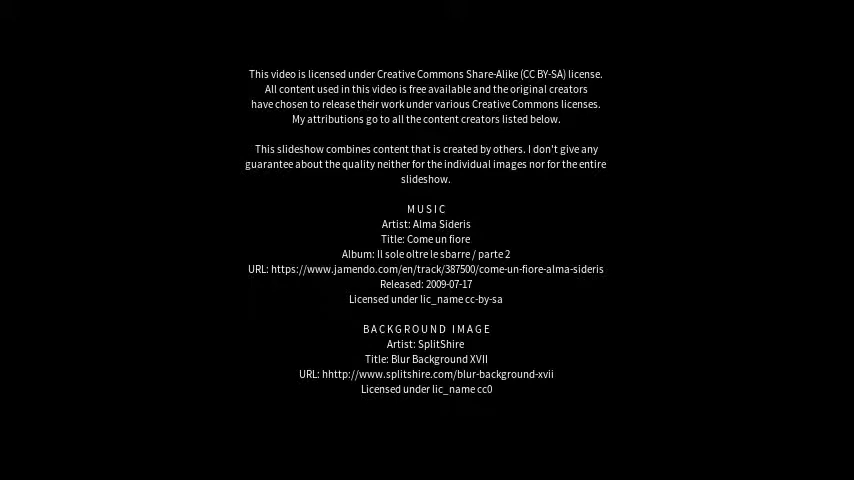 This video is licensed under Creative Commons Share-Alike (CC BY-SA) license.
All content used in this video is free available and the original creators
have chosen to release their work under various Creative Commons licenses.
My attributions go to all the content creators listed below.
This slideshow combines content that is created by others. I don't give any
guarantee about the quality neither for the individual images nor for the entire
slideshow.
MUSIC
Artist: Alma Sideris
Title: Come un fiore
Album: Il sole oltre le sbarre / parte 2
URL: https://www.jamendo.com/en/track/387500/come-un-fiore-alma-sideris
Released: 2009-07-17
Licensed under lic_name cc-by-sa
BACKGROUND IMAGE
Artist: SplitShire
Title: Blur Background XVII
URL: hhttp://www.splitshire.com/blur-background-xvii
Licensed under lic_name cc0